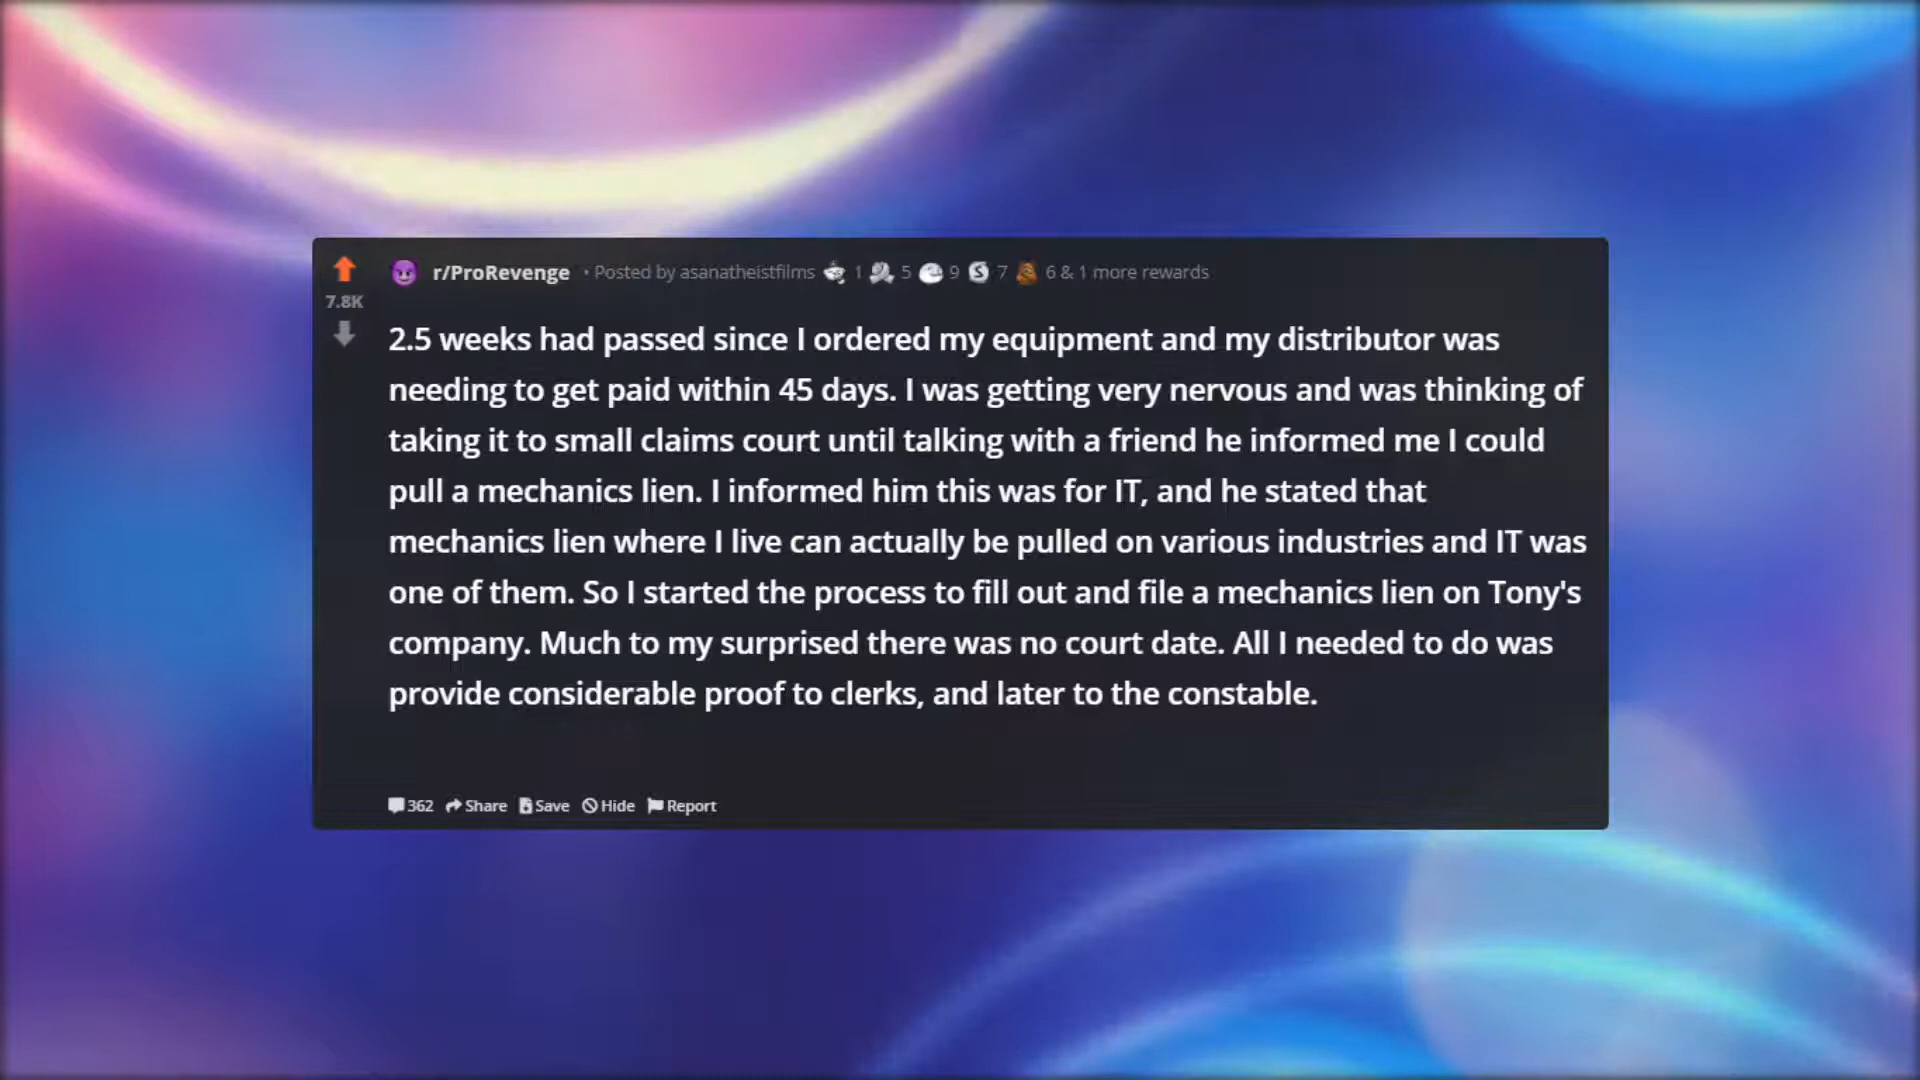 r/ProRevenge • Posted by asanatheistfilms 1 5 9 S 7 6 & 1 more rewards
7.8K
2.5 weeks had passed since I ordered my equipment and my distributor was
needing to get paid within 45 days. I was getting very nervous and was thinking of
taking it to small claims court until talking with a friend he informed me I could
pull a mechanics lien. I informed him this was for IT, and he stated that
mechanics lien where I live can actually be pulled on various industries and IT was
one of them. So I started the process to fill out and file a mechanics lien on Tony's
company. Much to my surprised there was no court date. All I needed to do was
provide considerable proof to clerks, and later to the constable.
362 Share Save Hide Report